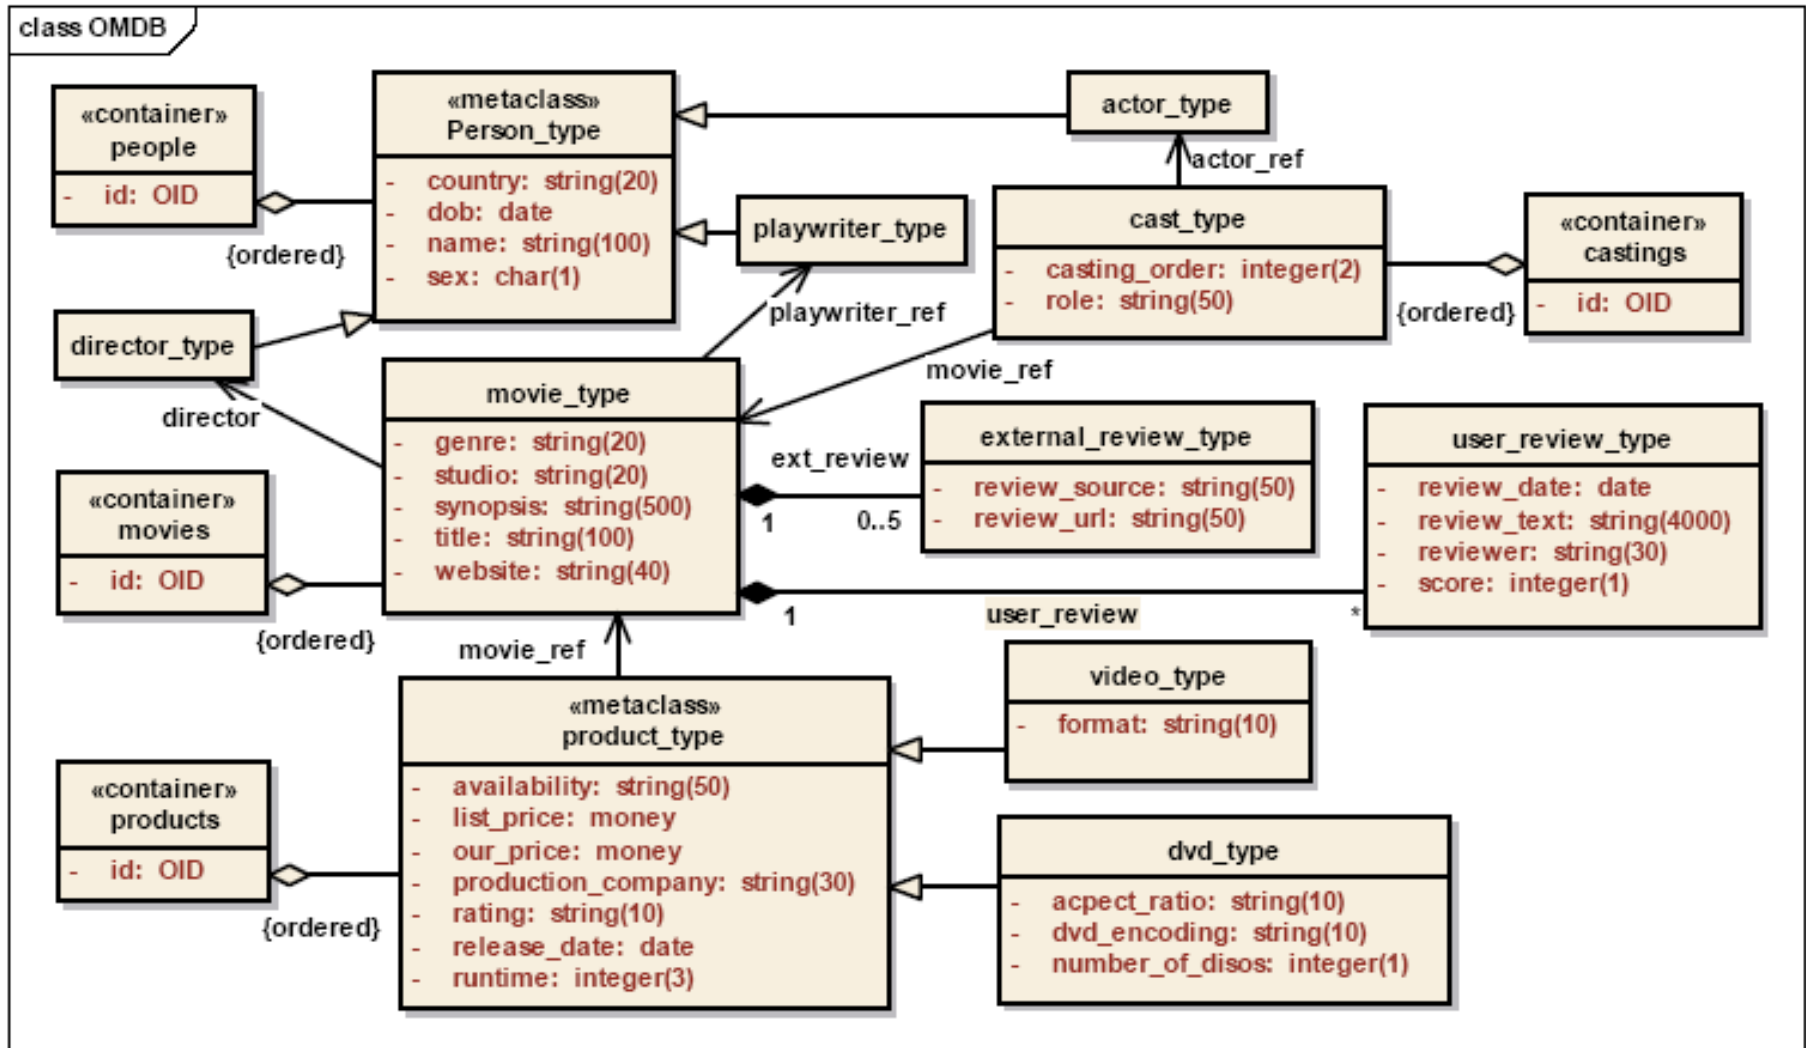 class OMDB
«container»
people
- id: OID
{ordered}
«metaclass»
Person_type
- country: string(20)
- dob: date
- name: string(100)
- sex: char(1)
actor_type
actor_ref
playwriter_type
playwriter_ref
cast_type
- casting_order: integer(2)
- role: string(50)
«container»
castings
- id: OID
{ordered}
movie_ref
director_type
director
movie_type
- genre: string(20)
- studio: string(20)
- synopsis: string(500)
- title: string(100)
- website: string(40)
«container»
movies
- id: OID
{ordered}
ext_review
1
0..5
external_review_type
- review_source: string(50)
- review_url: string(50)
user_review_type
- review_date: date
- review_text: string(4000)
- reviewer: string(30)
- score: integer(1)
1
user_review
*
movie_ref
«metaclass»
product_type
- availability: string(50)
- list_price: money
- our_price: money
- production_company: string(30)
- rating: string(10)
- release_date: date
- runtime: integer(3)
«container»
products
- id: OID
{ordered}
video_type
- format: string(10)
dvd_type
- acpect_ratio: string(10)
- dvd_encoding: string(10)
- number_of_disos: integer(1)